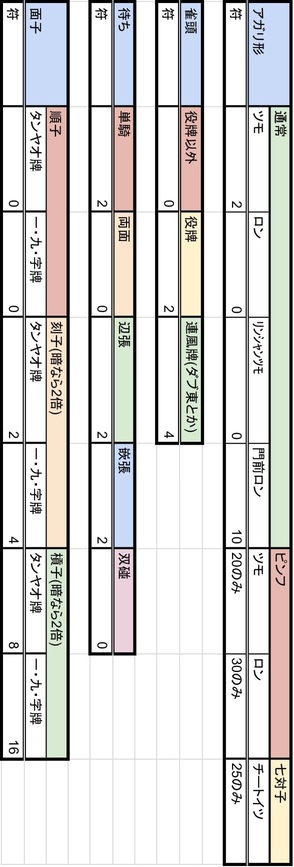 アガリ形 通常 ピンフ 七対子
ツモ ロン リンシャンツモ 門前ロン ツモ ロン チートイツ
符 2 0 0 10 20のみ 30のみ 25のみ
雀頭 役牌以外 役牌 連風牌(ダブ東とか)
符 0 2 4
待ち 単騎 両面 辺張 嵌張 双碰
符 2 0 2 2 0
面子 順子 刻子(暗なら2倍)槓子(暗なら2倍)
タンヤオ牌 一・九・字牌 タンヤオ牌 一・九・字牌 タンヤオ牌 一・九・字牌
符 0 0 2 4 8 16